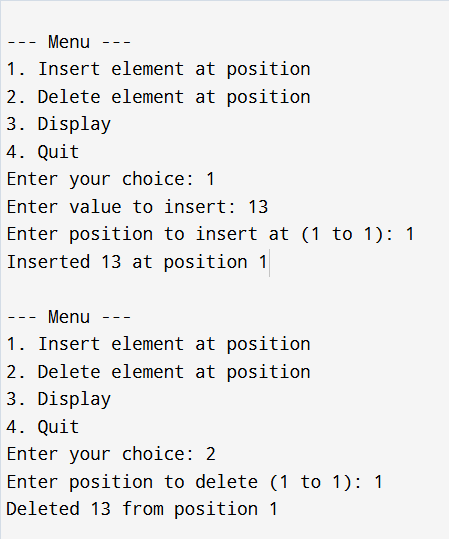 --- Menu ---
1. Insert element at position
2. Delete element at position
3. Display
4. Quit
Enter your choice: 1
Enter value to insert: 13
Enter position to insert at (1 to 1): 1
Inserted 13 at position 1

--- Menu ---
1. Insert element at position
2. Delete element at position
3. Display
4. Quit
Enter your choice: 2
Enter position to delete (1 to 1): 1
Deleted 13 from position 1